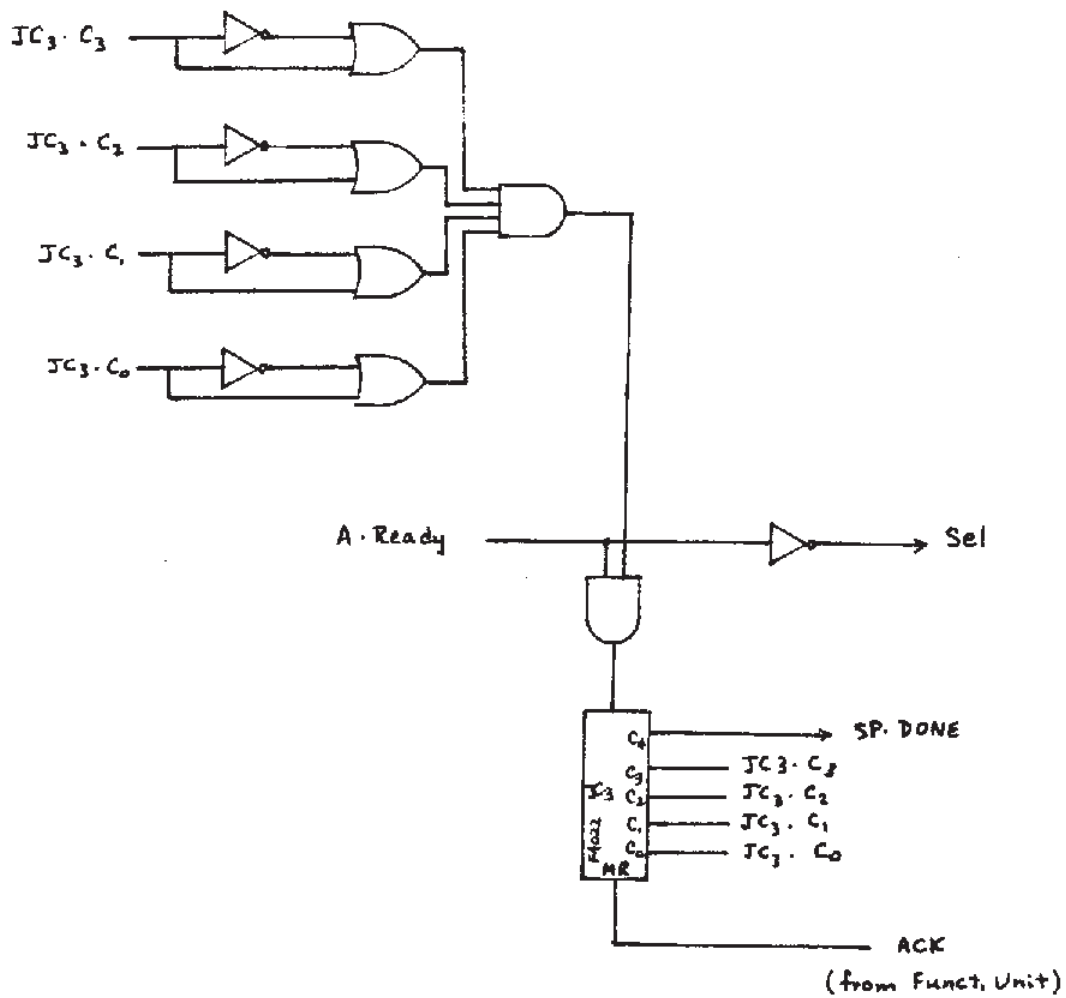 JC₃ · C₃
JC₃ · C₂
JC₃ · C₁
JC₃ · C₀
A · Ready
Sel
C₄
SP. DONE
C₃
JC3 · C₃
JC₃
C₂
JC₃ · C₂
C₁
JC₃ · C₁
F4022
C₀
JC₃ · C₀
MR
ACK
(from Funct. Unit)